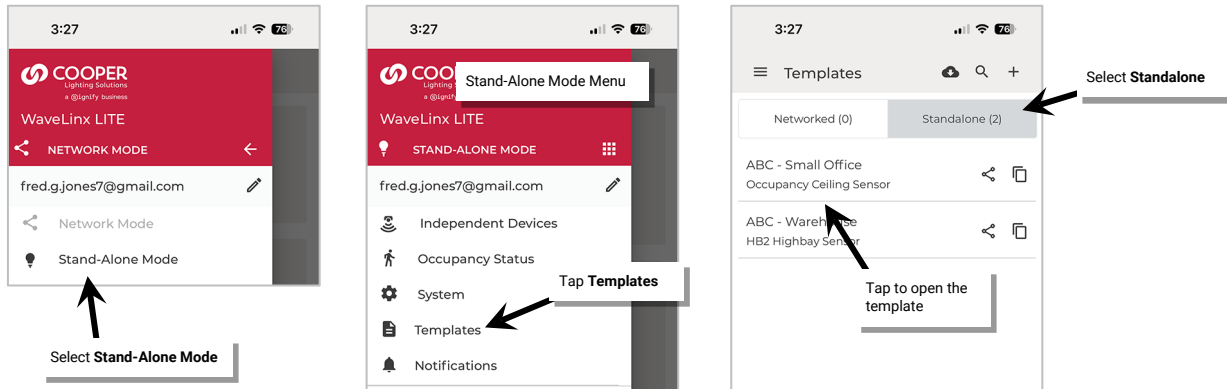 3:27
76
COOPER
Lighting Solutions
a Signify business
WaveLinx LITE
NETWORK MODE
fred.g.jones7@gmail.com
Network Mode
Stand-Alone Mode
Select Stand-Alone Mode
3:27
76
COO
Lighting
a Signify
Stand-Alone Mode Menu
WaveLinx LITE
STAND-ALONE MODE
fred.g.jones7@gmail.com
Independent Devices
Occupancy Status
System
Tap Templates
Templates
Notifications
3:27
76
Templates
Select Standalone
Networked (0)
Standalone (2)
ABC - Small Office
Occupancy Ceiling Sensor
ABC - Warehouse
HB2 Highbay Sensor
Tap to open the
template